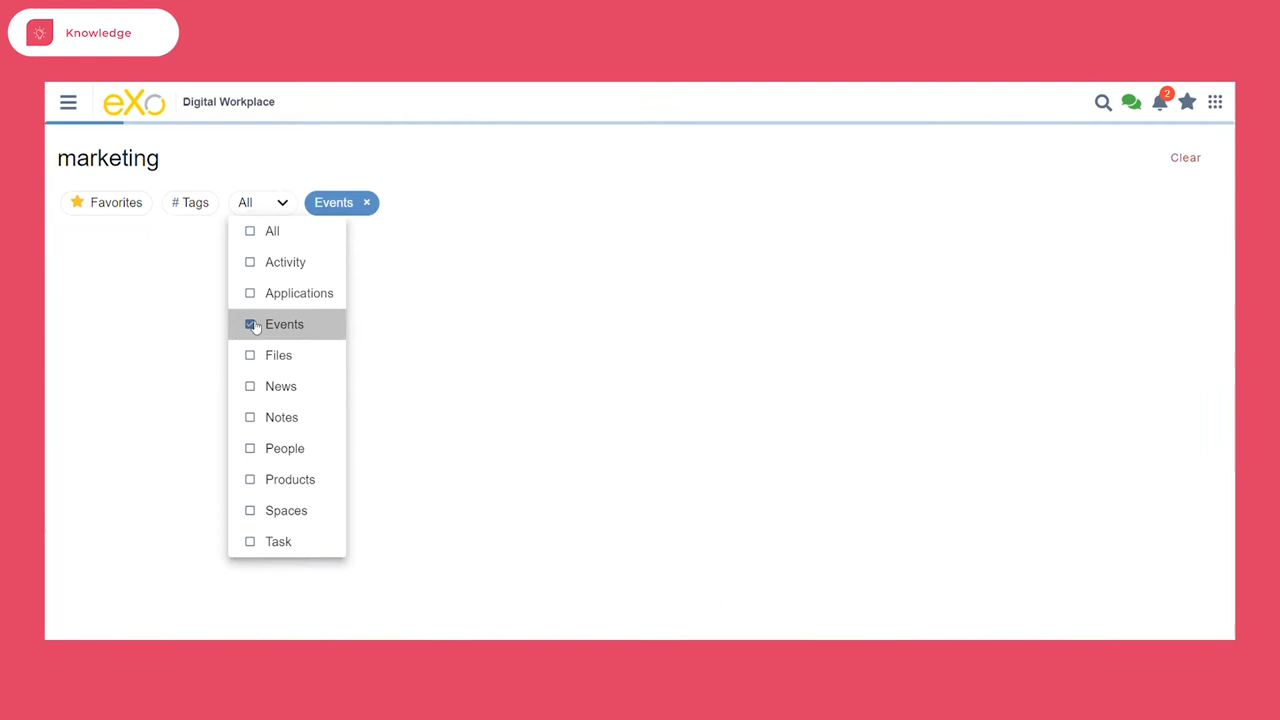 Knowledge
eXo Digital Workplace 2
marketing
Clear
Favorites # Tags All Events ×
All
Activity
Applications
Events
Files
News
Notes
People
Products
Spaces
Task